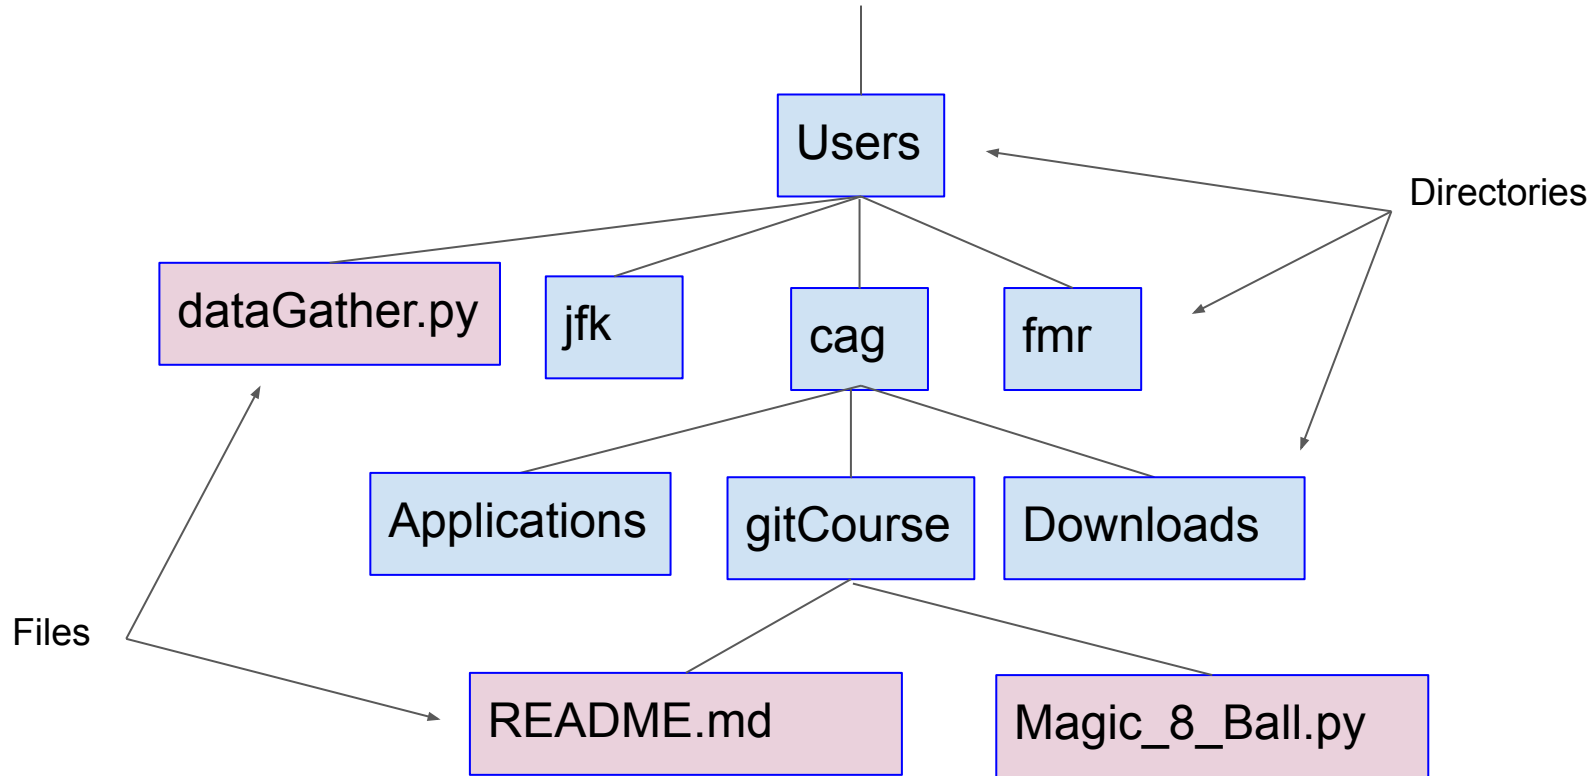 Users
Directories
dataGather.py
jfk
cag
fmr
Applications
gitCourse
Downloads
Files
README.md
Magic_8_Ball.py